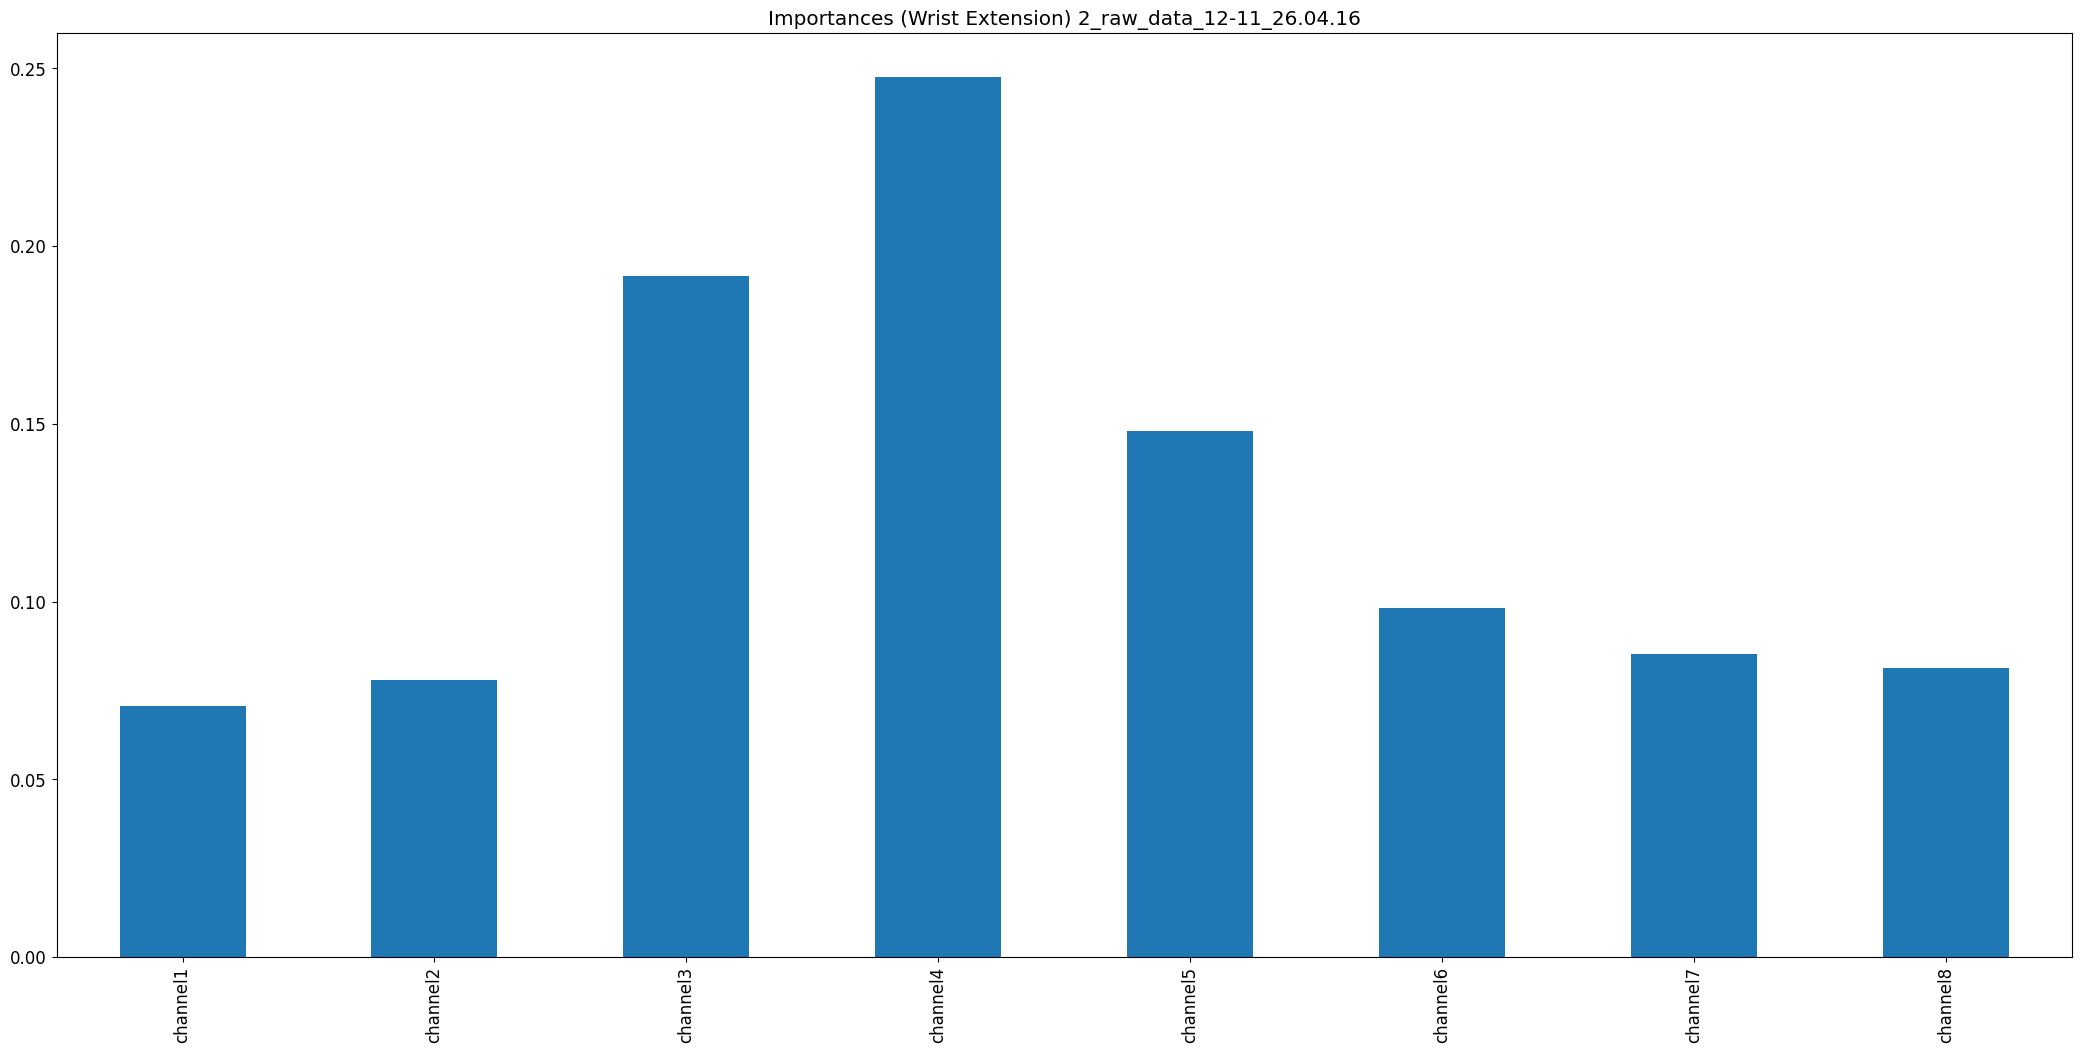 Importances (Wrist Extension) 2_raw_data_12-11_26.04.16
0.25
0.20
0.15
0.10
0.05
0.00
channel1
channel2
channel3
channel4
channel5
channel6
channel7
channel8